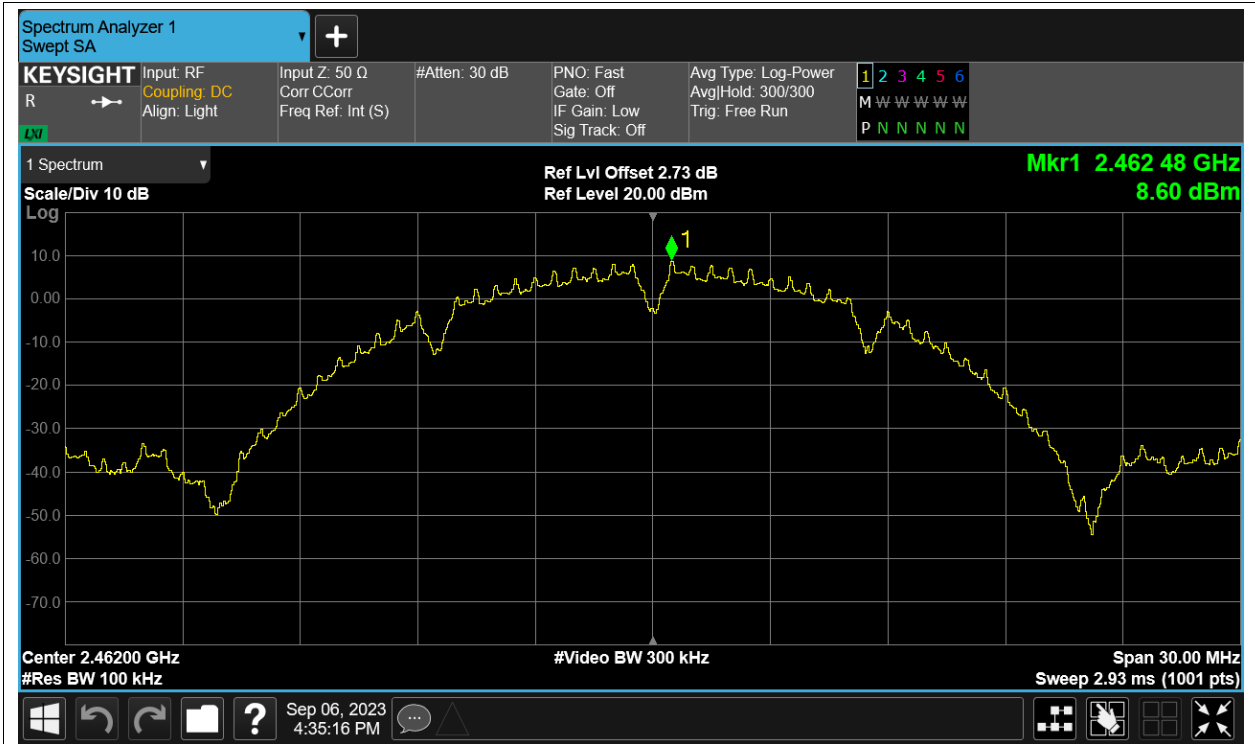 Spectrum Analyzer 1
Swept SA
KEYSIGHT
R
LXI
Input: RF
Coupling: DC
Align: Light
Input Z: 50 Ω
Corr CCorr
Freq Ref: Int (S)
#Atten: 30 dB
PNO: Fast
Gate: Off
IF Gain: Low
Sig Track: Off
Avg Type: Log-Power
Avg|Hold: 300/300
Trig: Free Run
1 2 3 4 5 6
M W W W W W W
P N N N N N
1 Spectrum
Scale/Div 10 dB
Log
Ref Lvl Offset 2.73 dB
Ref Level 20.00 dBm
Mkr1 2.462 48 GHz
8.60 dBm
1
10.0
0.00
-10.0
-20.0
-30.0
-40.0
-50.0
-60.0
-70.0
Center 2.46200 GHz
#Res BW 100 kHz
#Video BW 300 kHz
Span 30.00 MHz
Sweep 2.93 ms (1001 pts)
?
Sep 06, 2023
4:35:16 PM